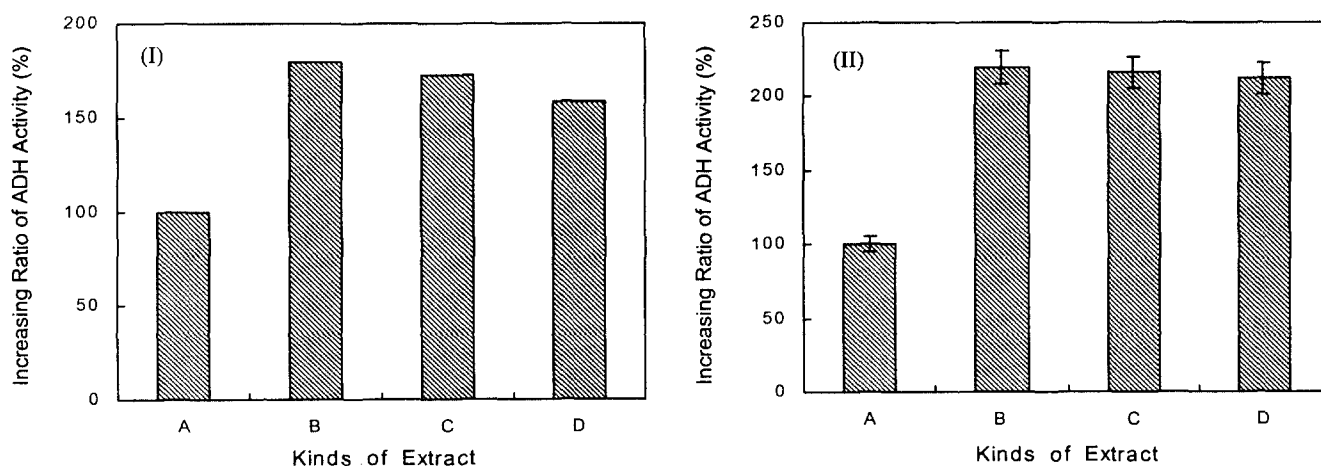 (I)
Increasing Ratio of ADH Activity (%)
200
150
100
50
0
A B C D
Kinds of Extract
(II)
Increasing Ratio of ADH Activity (%)
250
200
150
100
50
0
A B C D
Kinds of Extract